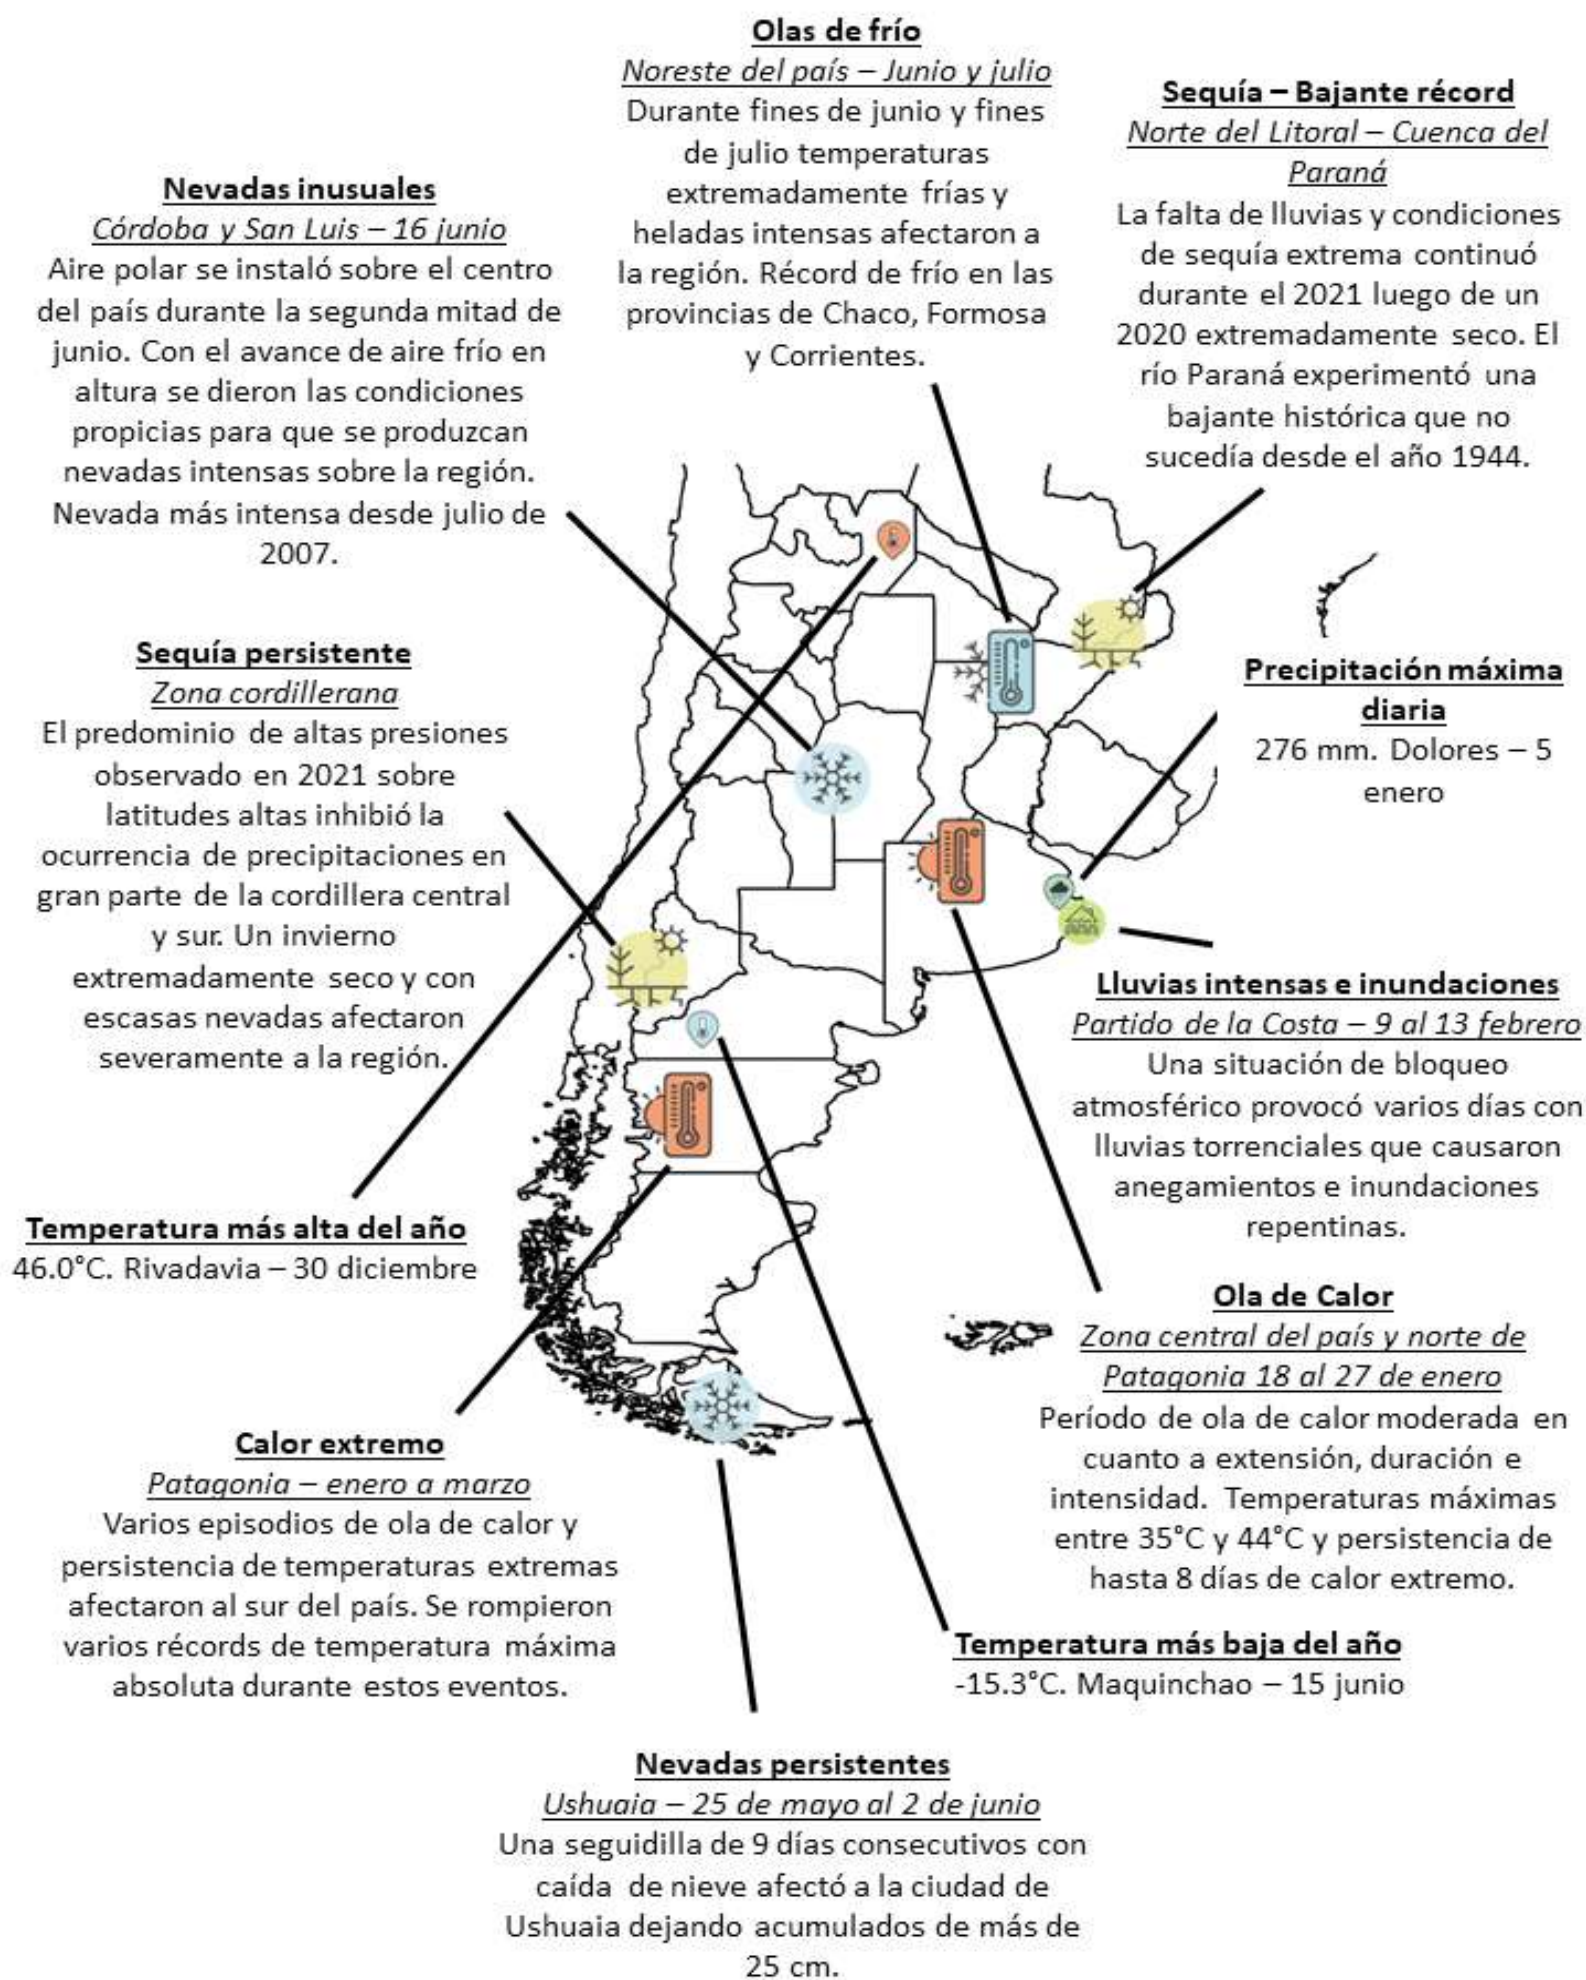 Olas de frío
Noreste del país – Junio y julio
Durante fines de junio y fines
de julio temperaturas
extremadamente frías y
heladas intensas afectaron a
la región. Récord de frío en las
provincias de Chaco, Formosa
y Corrientes.
Sequía – Bajante récord
Norte del Litoral – Cuenca del
Paraná
La falta de lluvias y condiciones
de sequía extrema continuó
durante el 2021 luego de un
2020 extremadamente seco. El
río Paraná experimentó una
bajante histórica que no
sucedía desde el año 1944.
Nevadas inusuales
Córdoba y San Luis – 16 junio
Aire polar se instaló sobre el centro
del país durante la segunda mitad de
junio. Con el avance de aire frío en
altura se dieron las condiciones
propicias para que se produzcan
nevadas intensas sobre la región.
Nevada más intensa desde julio de
2007.
Sequía persistente
Zona cordillerana
El predominio de altas presiones
observado en 2021 sobre
latitudes altas inhibió la
ocurrencia de precipitaciones en
gran parte de la cordillera central
y sur. Un invierno
extremadamente seco y con
escasas nevadas afectaron
severamente a la región.
Precipitación máxima
diaria
276 mm. Dolores – 5
enero
Lluvias intensas e inundaciones
Partido de la Costa – 9 al 13 febrero
Una situación de bloqueo
atmosférico provocó varios días con
lluvias torrenciales que causaron
anegamientos e inundaciones
repentinas.
Temperatura más alta del año
46.0°C. Rivadavia – 30 diciembre
Ola de Calor
Zona central del país y norte de
Patagonia 18 al 27 de enero
Período de ola de calor moderada en
cuanto a extensión, duración e
intensidad. Temperaturas máximas
entre 35°C y 44°C y persistencia de
hasta 8 días de calor extremo.
Calor extremo
Patagonia – enero a marzo
Varios episodios de ola de calor y
persistencia de temperaturas extremas
afectaron al sur del país. Se rompieron
varios récords de temperatura máxima
absoluta durante estos eventos.
Temperatura más baja del año
-15.3°C. Maquinchao – 15 junio
Nevadas persistentes
Ushuaia – 25 de mayo al 2 de junio
Una seguidilla de 9 días consecutivos con
caída de nieve afectó a la ciudad de
Ushuaia dejando acumulados de más de
25 cm.